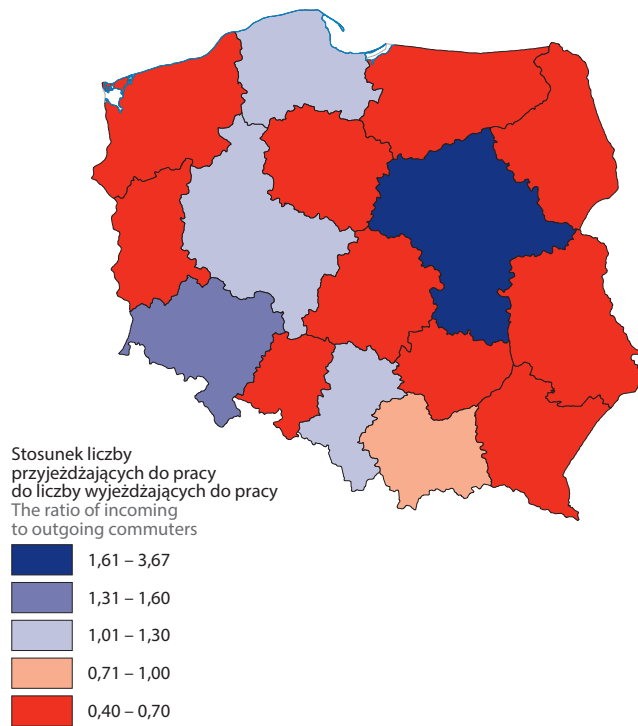 Stosunek liczby
przyjeżdżających do pracy
do liczby wyjeżdżających do pracy
The ratio of incoming
to outgoing commuters
1,61 – 3,67
1,31 – 1,60
1,01 – 1,30
0,71 – 1,00
0,40 – 0,70